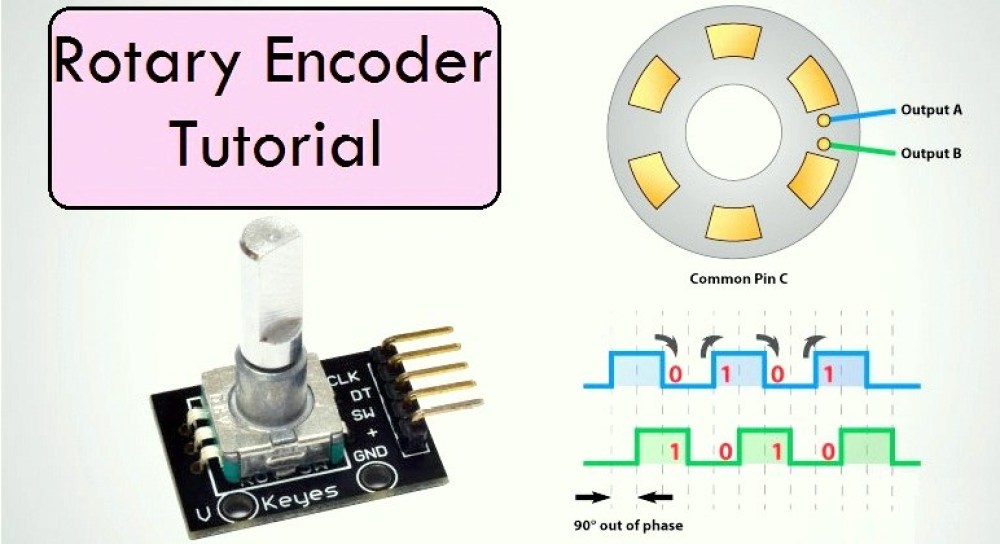 Rotary Encoder
Tutorial
Output A
Output B
Common Pin C
0 1 0 1
1 0 1 0
90° out of phase
CLK
DT
SW
+
GND
V
Keyes